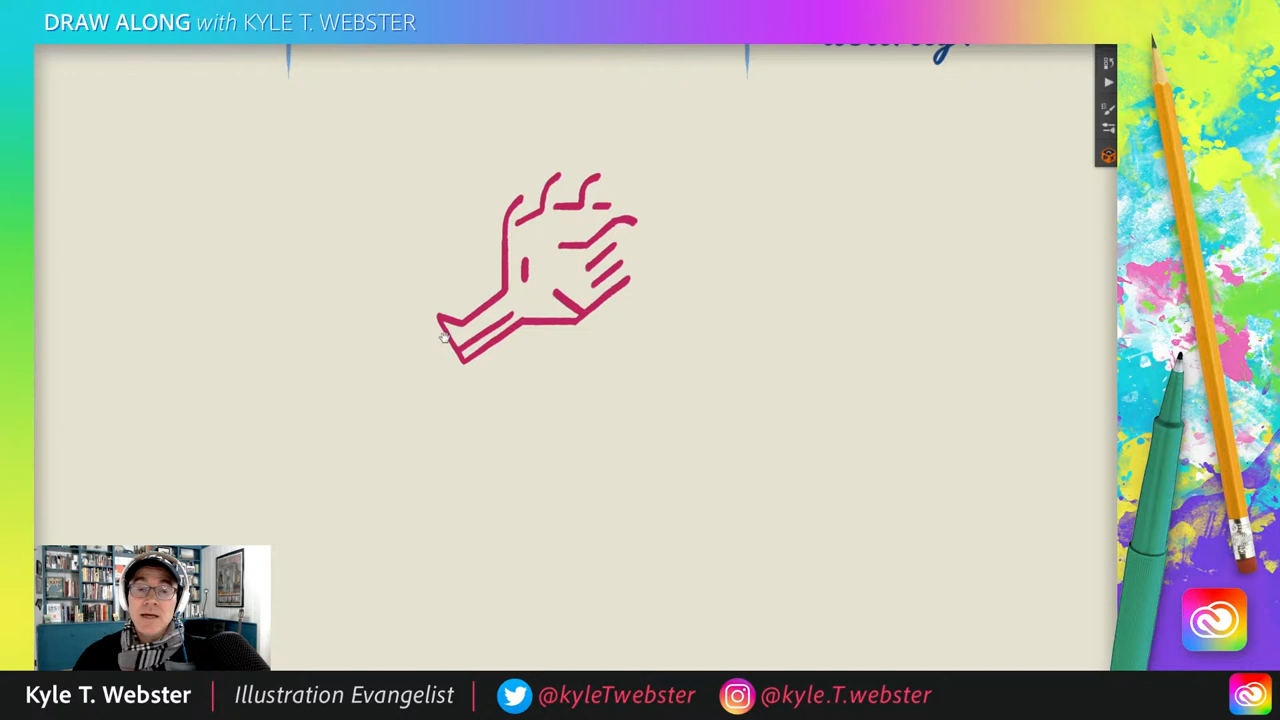 DRAW ALONG with KYLE T. WEBSTER
Kyle T. Webster | Illustration Evangelist | @kyleTwebster @kyle.T.webster